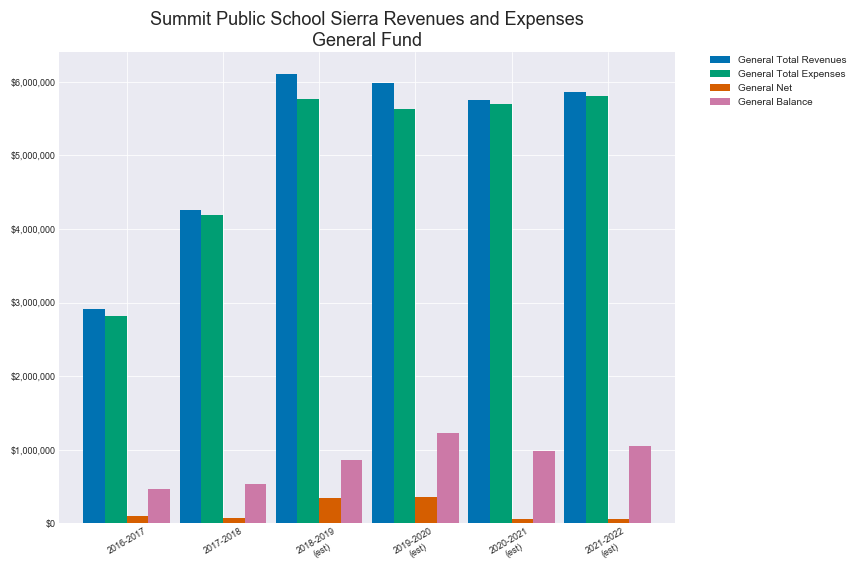 Summit Public School Sierra Revenues and Expenses
General Fund
General Total Revenues
General Total Expenses
General Net
General Balance
$6,000,000
$5,000,000
$4,000,000
$3,000,000
$2,000,000
$1,000,000
$0
2016-2017
2017-2018
2018-2019
(est)
2019-2020
(est)
2020-2021
(est)
2021-2022
(est)